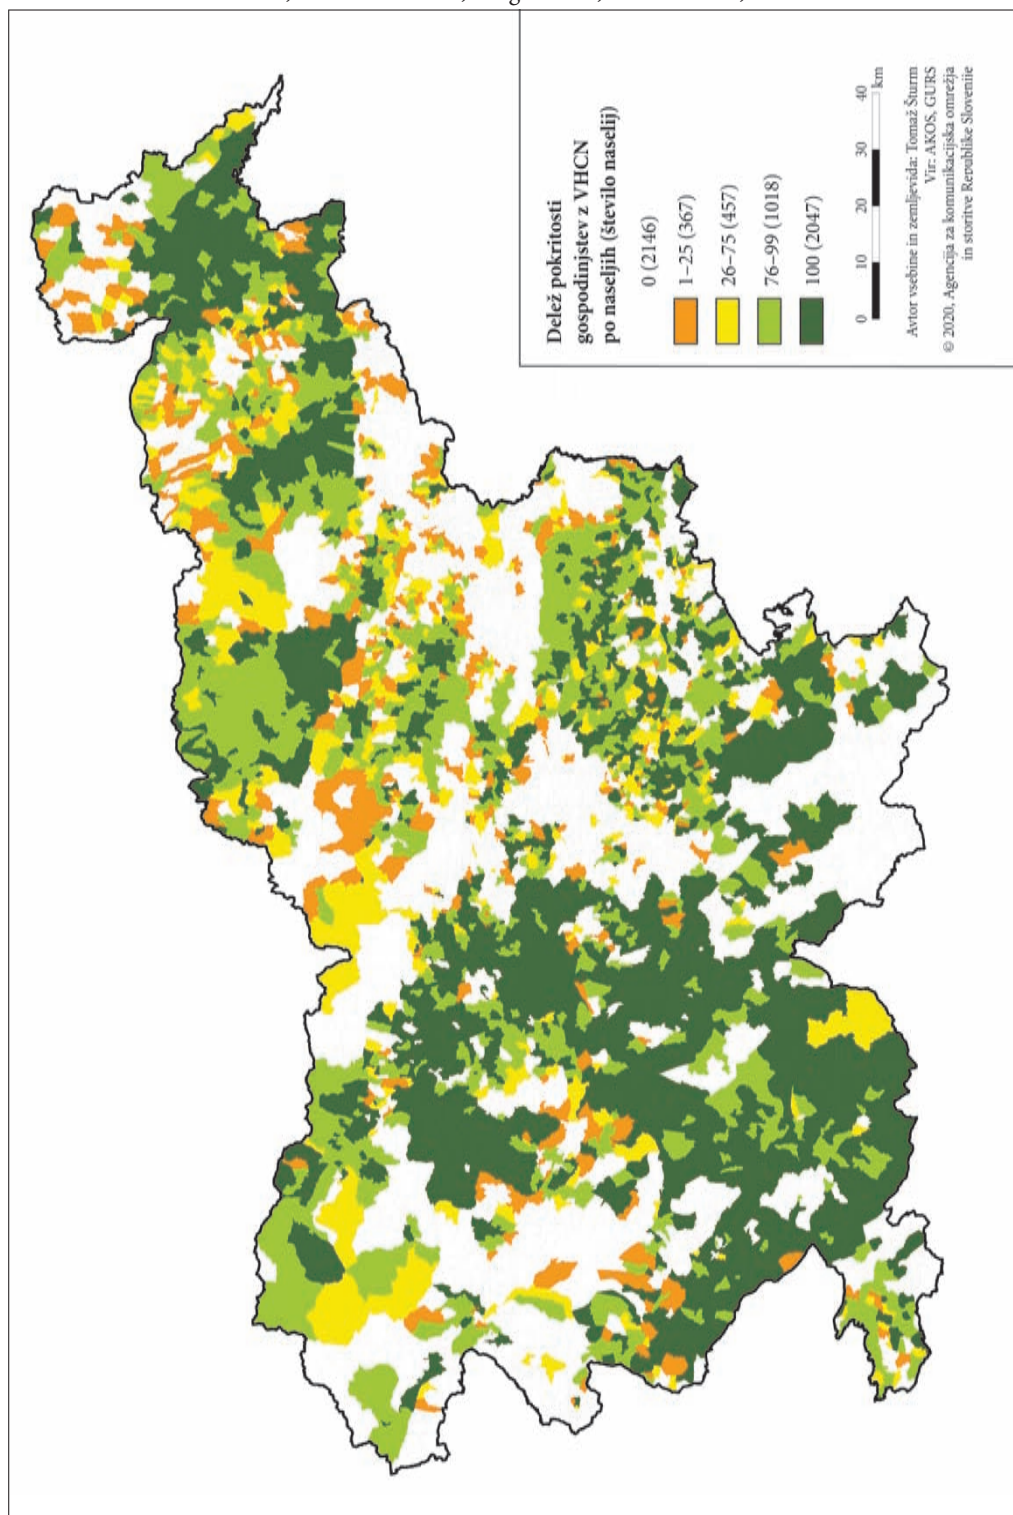 Delež pokritosti
gospodinjstev z VHCN
po naseljih (število naselij)
0 (2146)
1–25 (367)
26–75 (457)
76–99 (1018)
100 (2047)
0 10 20 30 40
km
Avtor vsebine in zemljevida: Tomaž Šturm
Vir: AKOS, GURS
© 2020, Agencija za komunikacijska omrežja
in storitve Republike Slovenije